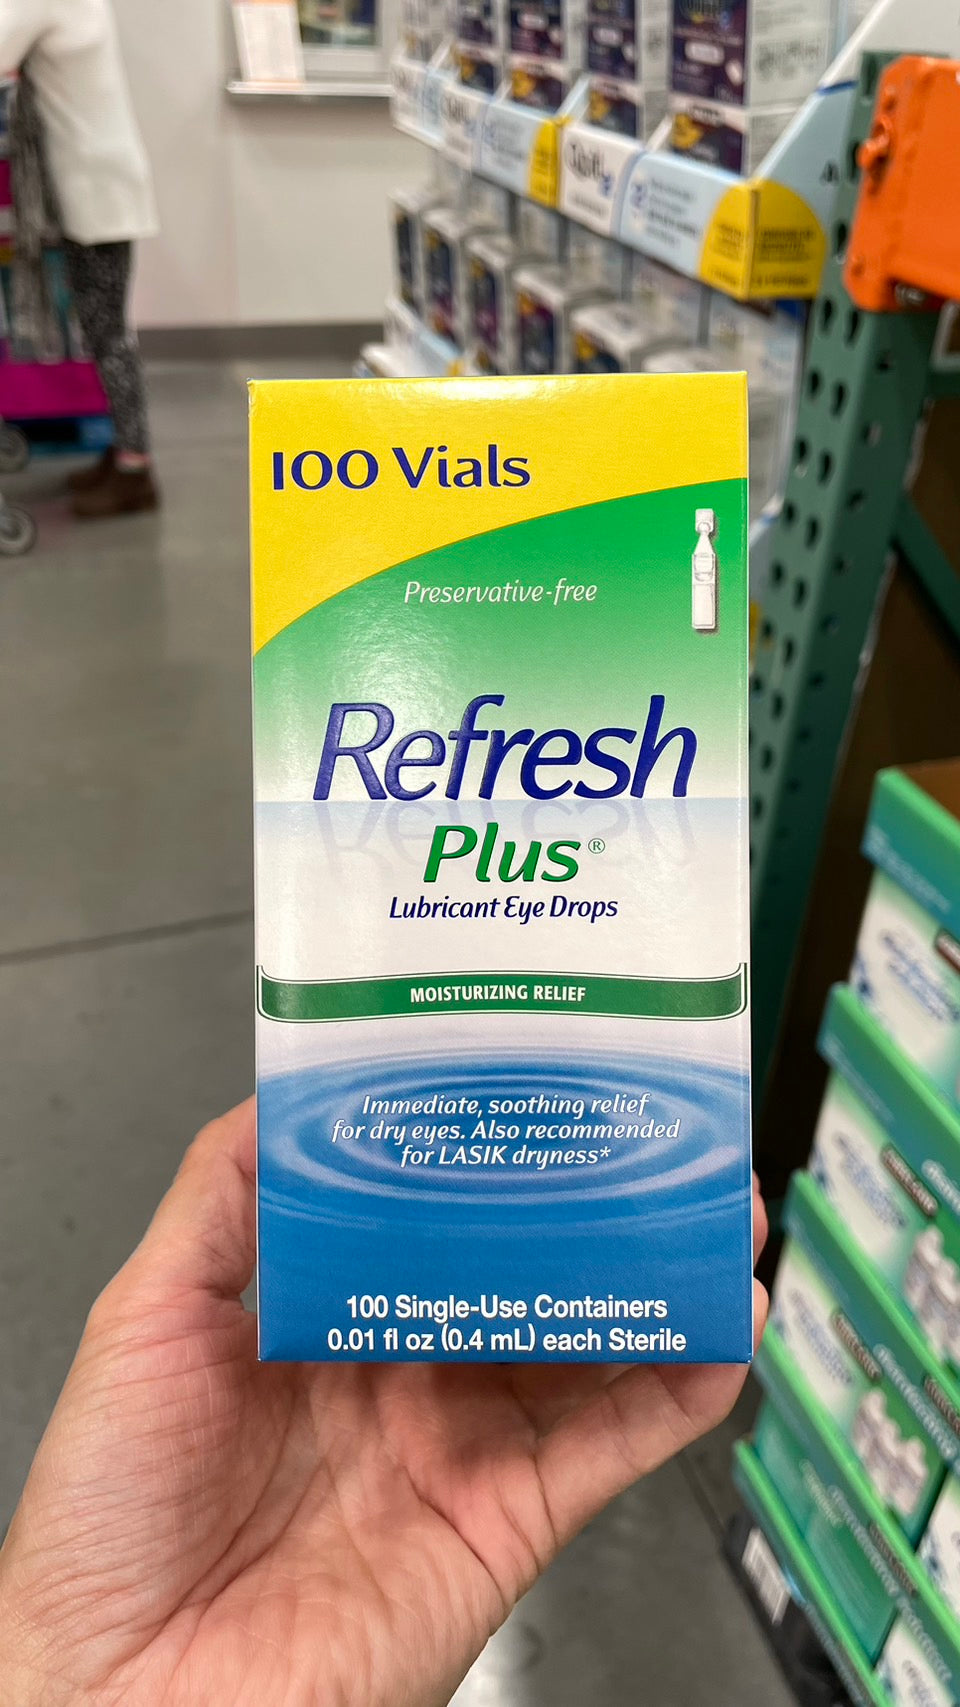 100 Vials
Preservative-free
Refresh
Plus®
Lubricant Eye Drops
MOISTURIZING RELIEF
Immediate, soothing relief
for dry eyes. Also recommended
for LASIK dryness*
100 Single-Use Containers
0.01 fl oz (0.4 mL) each Sterile